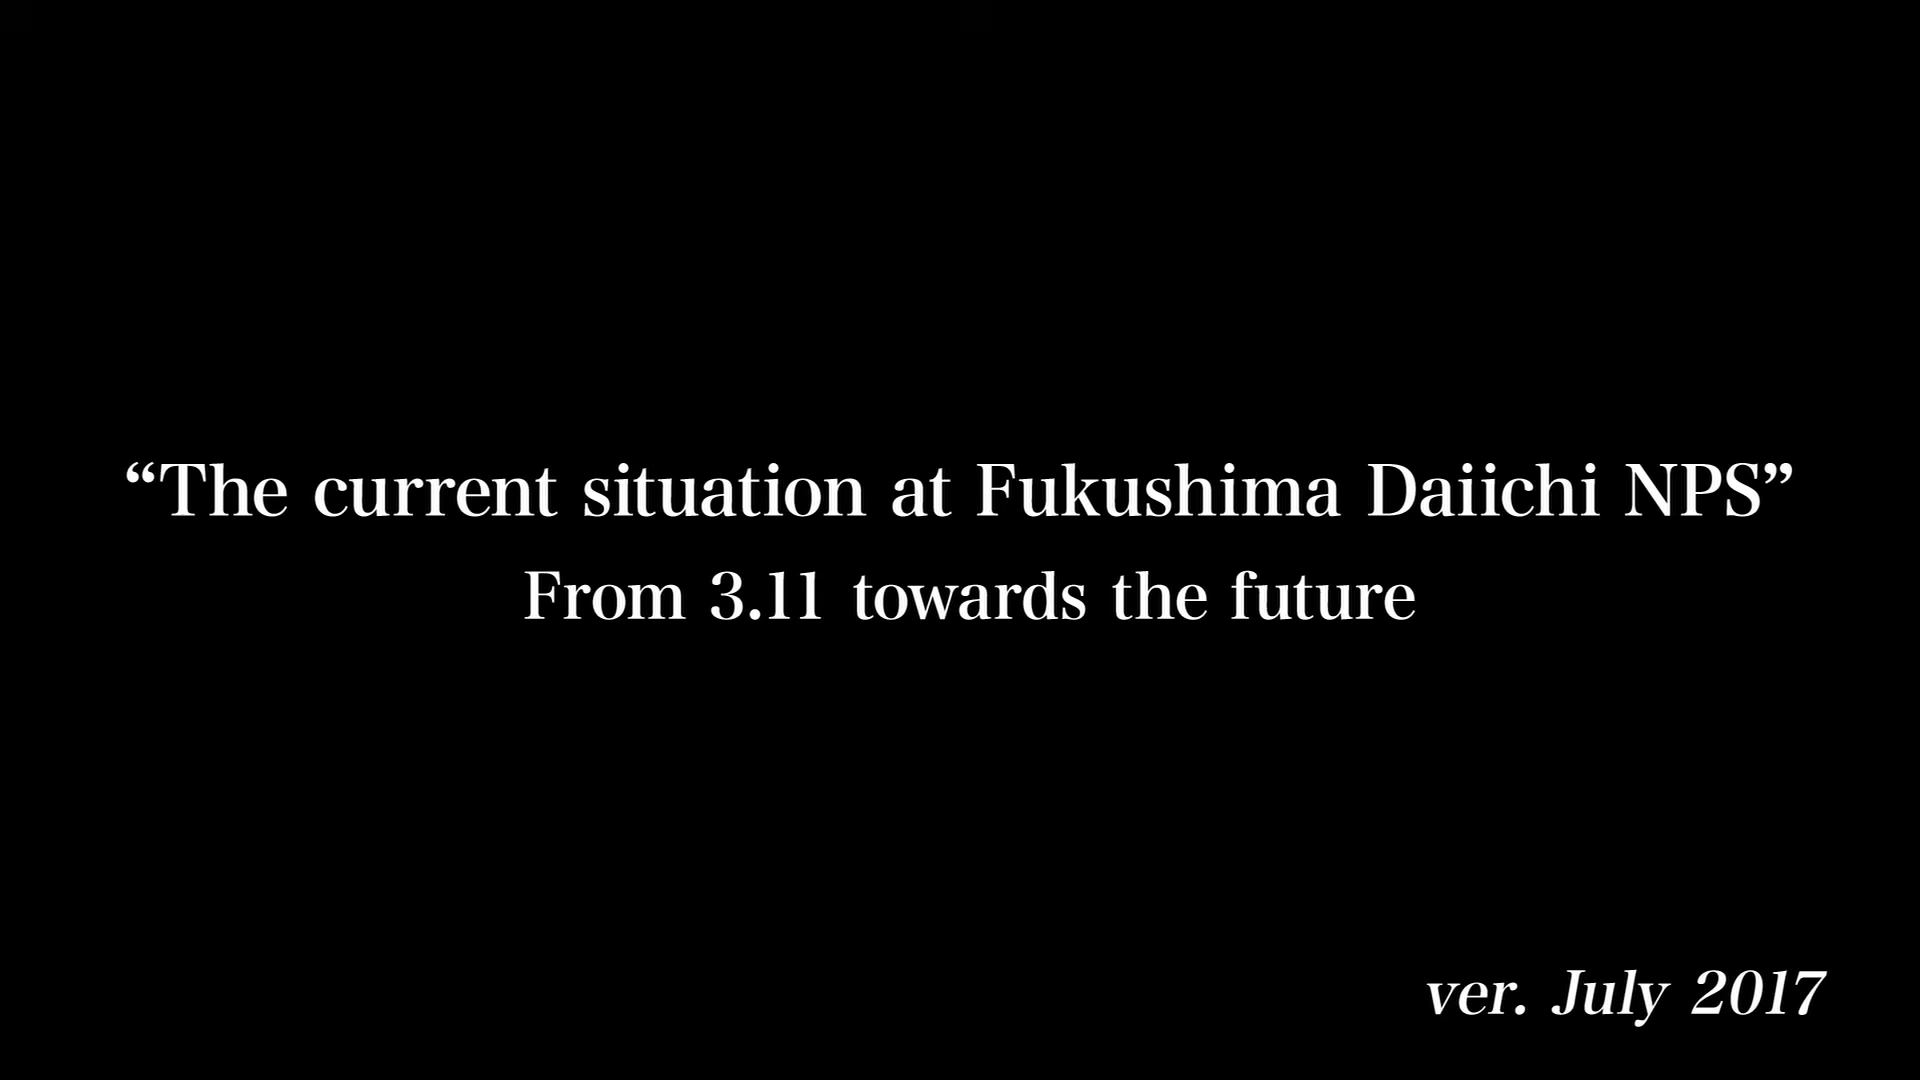 “The current situation at Fukushima Daiichi NPS”
From 3.11 towards the future
ver. July 2017